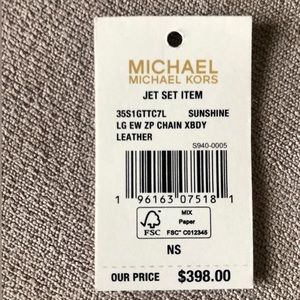 MICHAEL
MICHAEL KORS
JET SET ITEM
35S1GTTC7L SUNSHINE
LG EW ZP CHAIN XBDY
LEATHER
S940-0005
1 96163 07518 1
FSC
MIX
Paper
FSC® C012345
NS
OUR PRICE $398.00